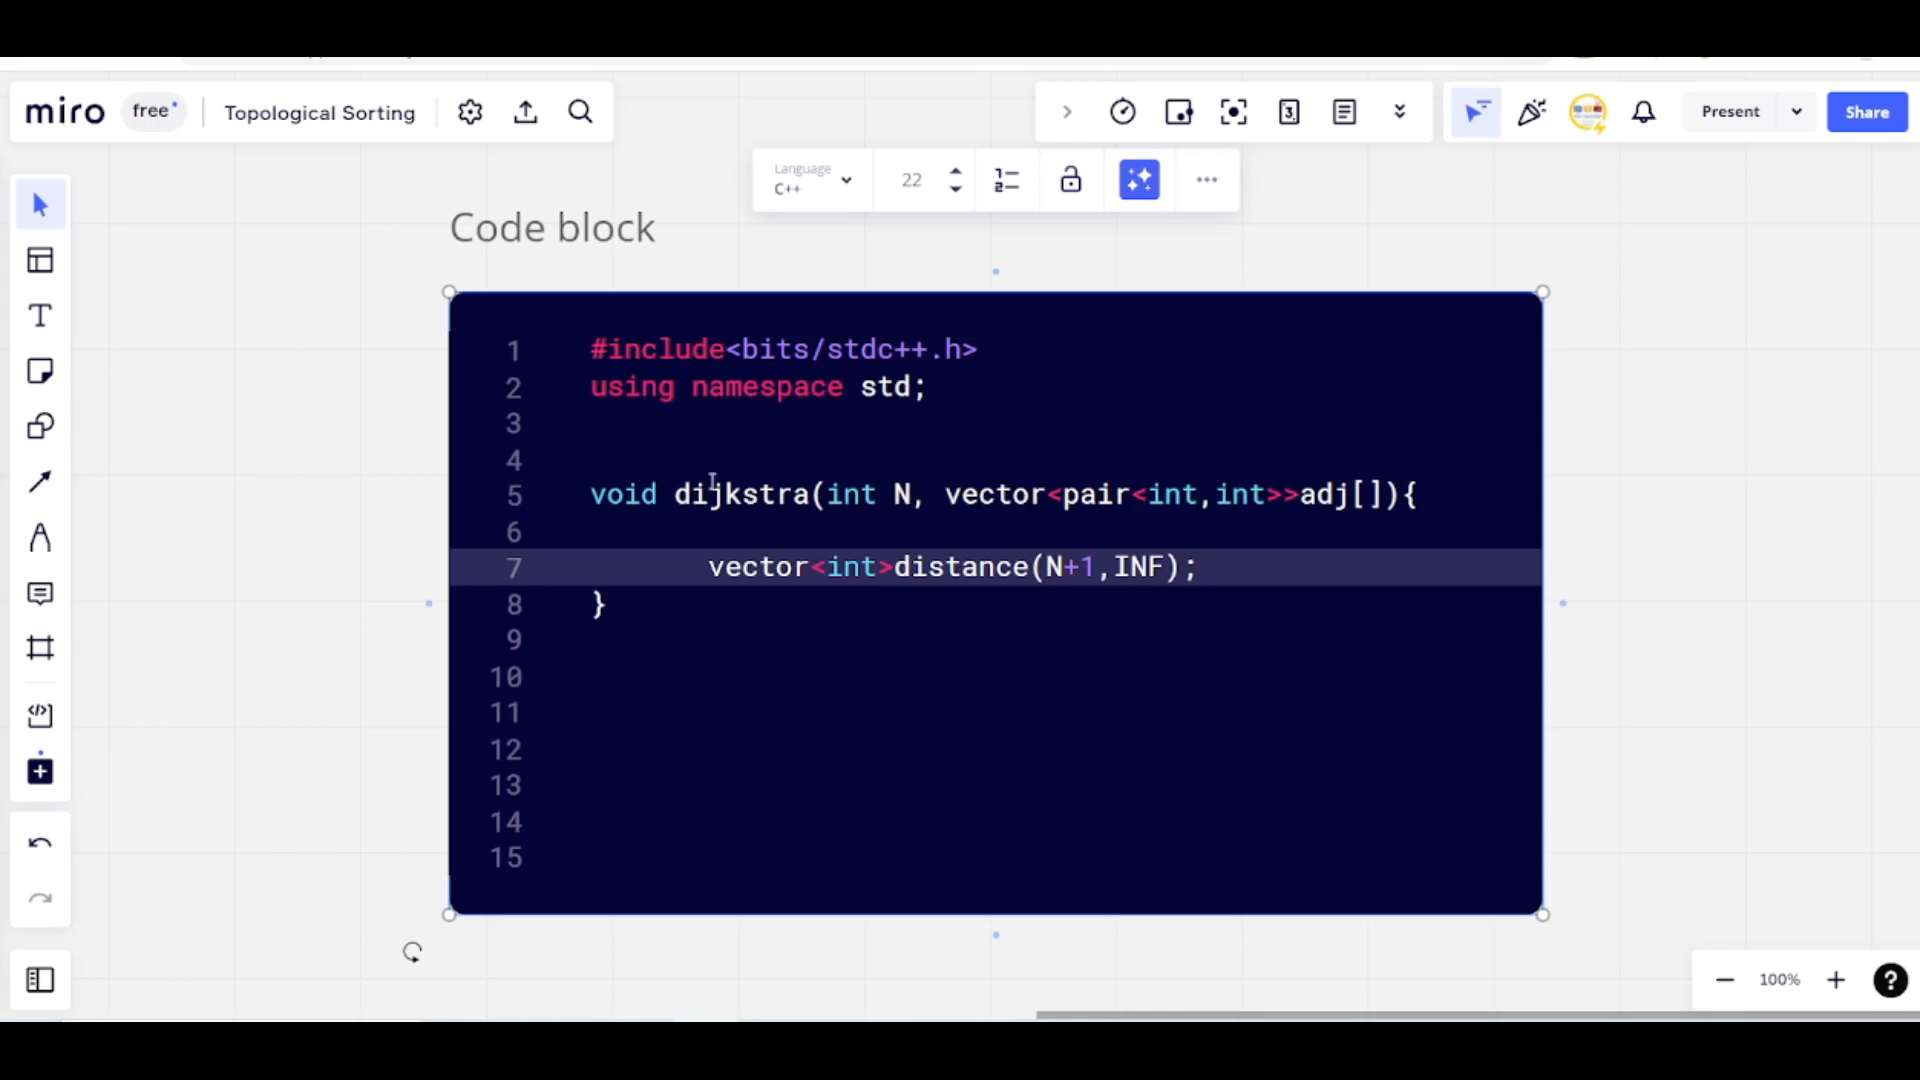 miro free Topological Sorting
Present Share
Language
C++
22
Code block
1 #include<bits/stdc++.h>
2 using namespace std;
3
4
5 void dijkstra(int N, vector<pair<int,int>>adj[]){
6
7 vector<int>distance(N+1,INF);
8 }
9
10
11
12
13
14
15
100%